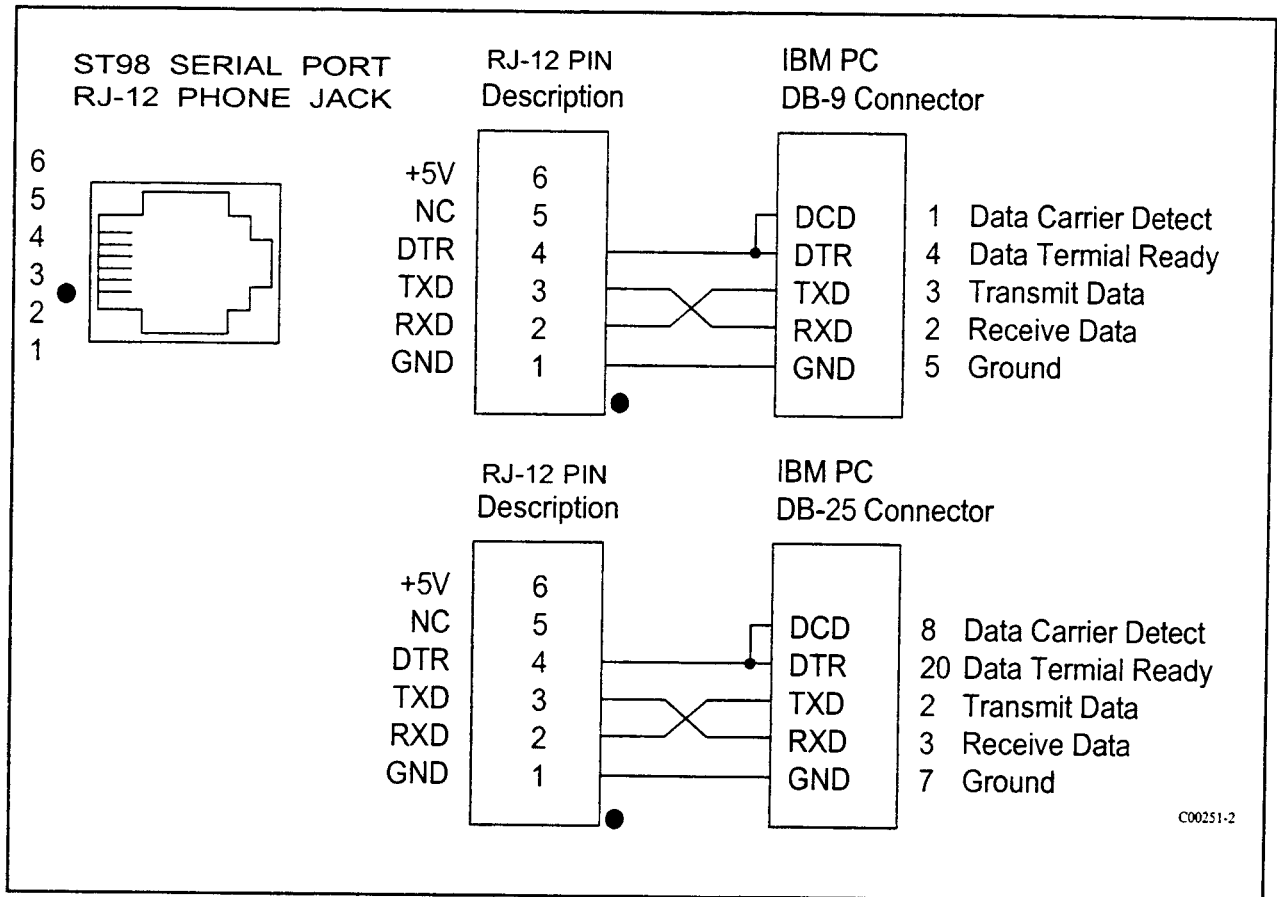 ST98 SERIAL PORT
RJ-12 PHONE JACK
6
5
4
3
2
1
RJ-12 PIN
Description
IBM PC
DB-9 Connector
+5V 6
NC 5 DCD 1 Data Carrier Detect
DTR 4 DTR 4 Data Termial Ready
TXD 3 TXD 3 Transmit Data
RXD 2 RXD 2 Receive Data
GND 1 GND 5 Ground
RJ-12 PIN
Description
IBM PC
DB-25 Connector
+5V 6
NC 5 DCD 8 Data Carrier Detect
DTR 4 DTR 20 Data Termial Ready
TXD 3 TXD 2 Transmit Data
RXD 2 RXD 3 Receive Data
GND 1 GND 7 Ground
C00251-2